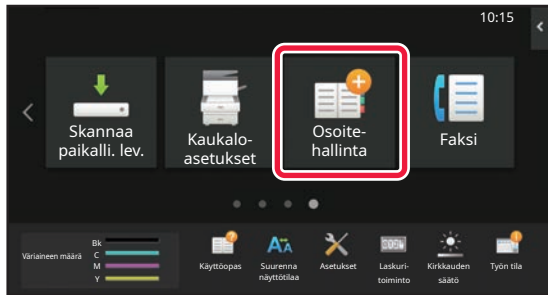 10:15
Skannaa
paikalli. lev.
Kaukalo-
asetukset
Osoite-
hallinta
Faksi
Väriaineen määrä
Bk
C
M
Y
Käyttöopas
Suurenna
näyttötilaa
Asetukset
Laskuri-
toiminto
Kirkkauden
säätö
Työn tila